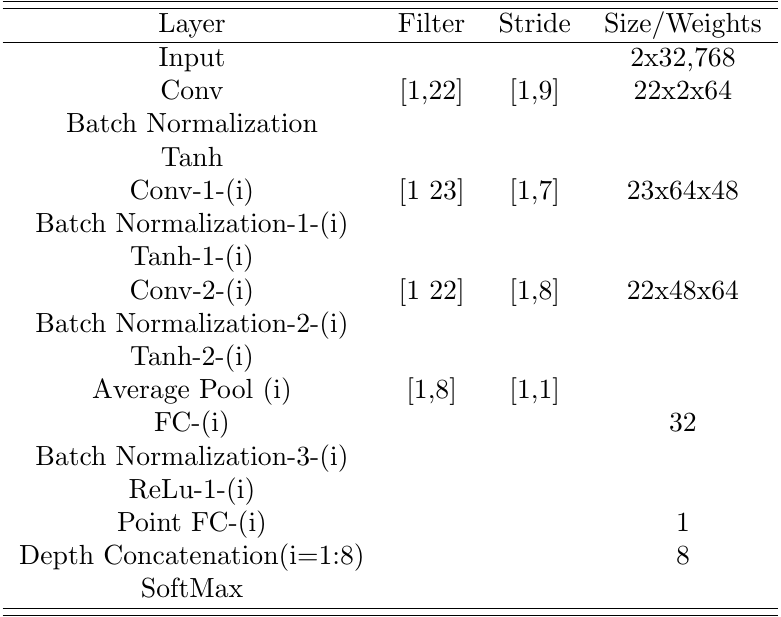 Layer Filter Stride Size/Weights
Input 2x32,768
Conv [1,22] [1,9] 22x2x64
Batch Normalization
Tanh
Conv-1-(i) [1 23] [1,7] 23x64x48
Batch Normalization-1-(i)
Tanh-1-(i)
Conv-2-(i) [1 22] [1,8] 22x48x64
Batch Normalization-2-(i)
Tanh-2-(i)
Average Pool (i) [1,8] [1,1]
FC-(i) 32
Batch Normalization-3-(i)
ReLu-1-(i)
Point FC-(i) 1
Depth Concatenation(i=1:8) 8
SoftMax